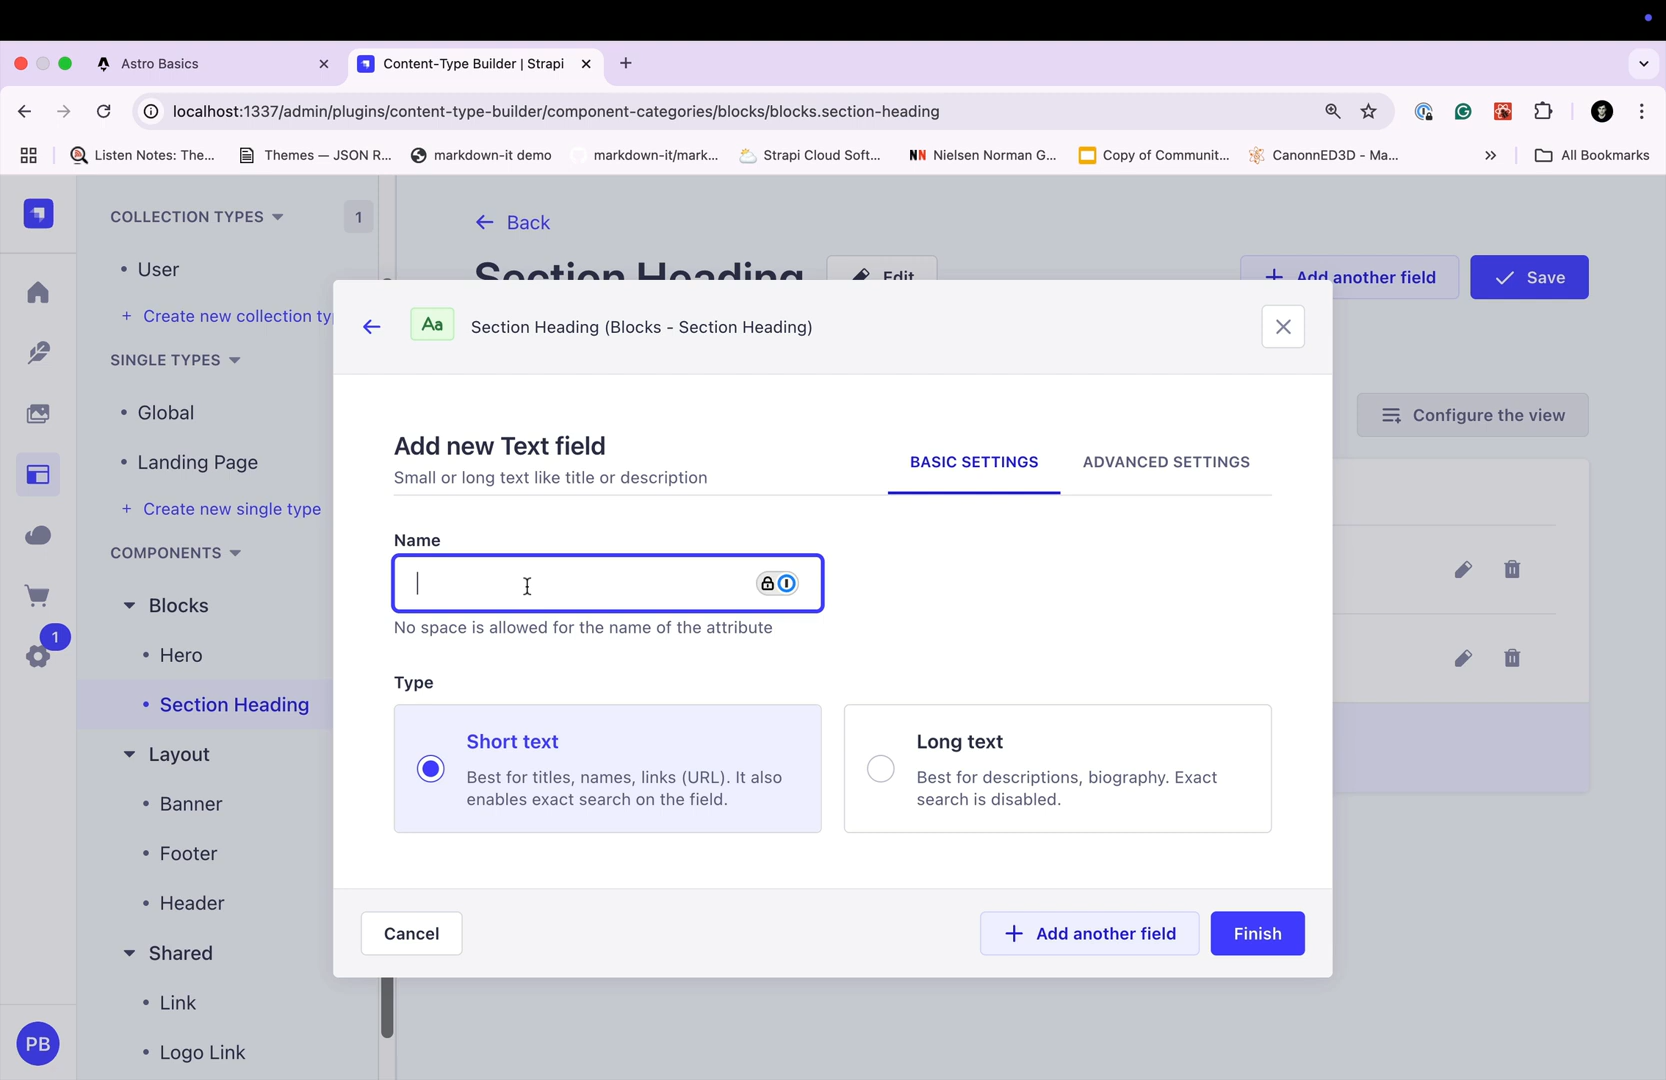 Astro Basics
Content-Type Builder | Strapi
localhost:1337/admin/plugins/content-type-builder/component-categories/blocks/blocks.section-heading
Listen Notes: The...
Themes — JSON R...
markdown-it demo
markdown-it/mark...
Strapi Cloud Soft...
NN Nielsen Norman G...
Copy of Communit...
CanonnED3D - Ma...
All Bookmarks
COLLECTION TYPES
1
User
+ Create new collection ty
SINGLE TYPES
Global
Landing Page
+ Create new single type
COMPONENTS
Blocks
Hero
Section Heading
Layout
Banner
Footer
Header
Shared
Link
Logo Link
1
PB
Back
Section Heading
Edit
Add another field
Save
Configure the view
Aa
Section Heading (Blocks - Section Heading)
Add new Text field
Small or long text like title or description
BASIC SETTINGS
ADVANCED SETTINGS
Name
No space is allowed for the name of the attribute
Type
Short text
Best for titles, names, links (URL). It also
enables exact search on the field.
Long text
Best for descriptions, biography. Exact
search is disabled.
Cancel
Add another field
Finish